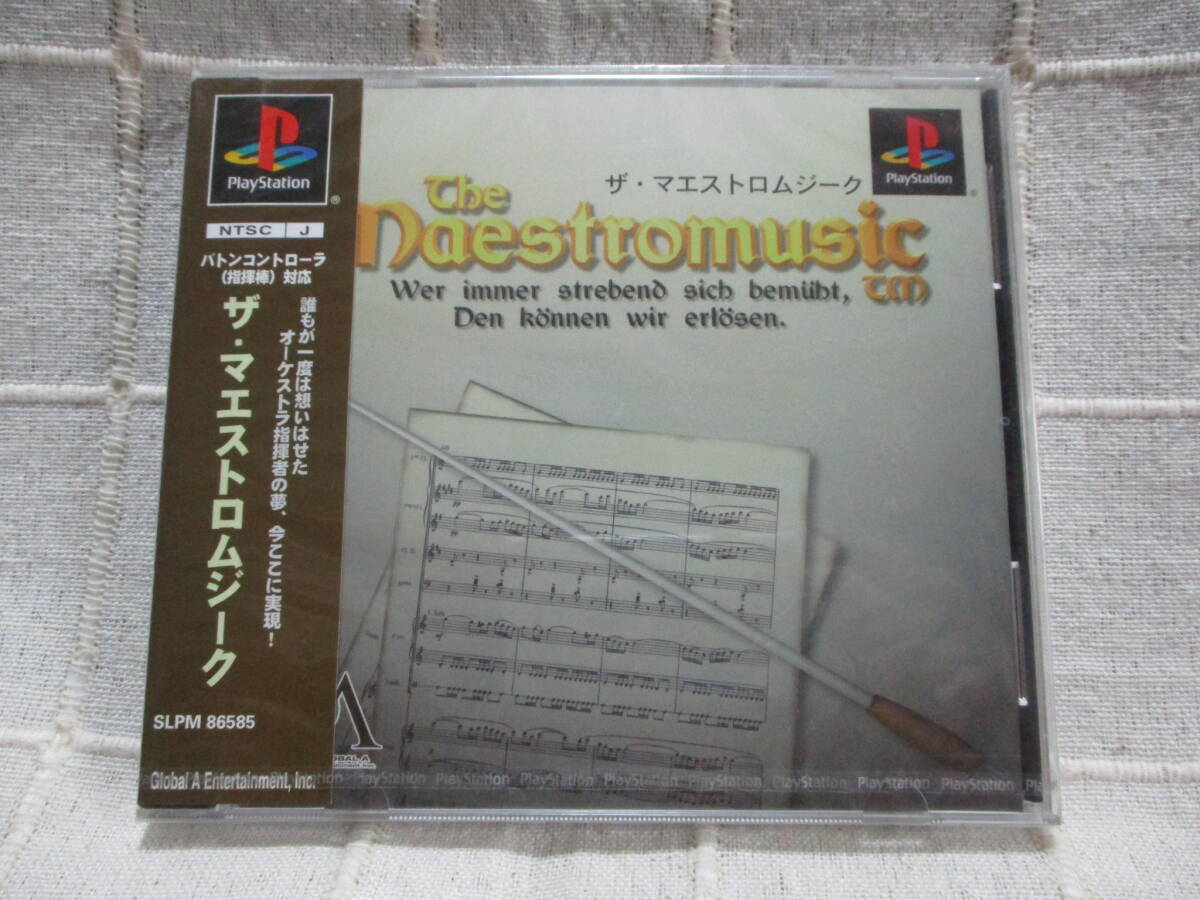 PlayStation
®
NTSC J
バトンコントローラ
（指揮棒）対応
誰もが一度は想いはせた
オーケストラ指揮者の夢、今ここに実現！
ザ・マエストロムジーク
SLPM 86585
Global A Entertainment, Inc.
PlayStation
®
ザ・マエストロムジーク
The
Maestromusic
TM
Wer immer strebend sich bemüht,
Den können wir erlösen.
PlayStation PlayStation PlayStation PlayStation PlayStation PlayStation PlayStation PlayStation